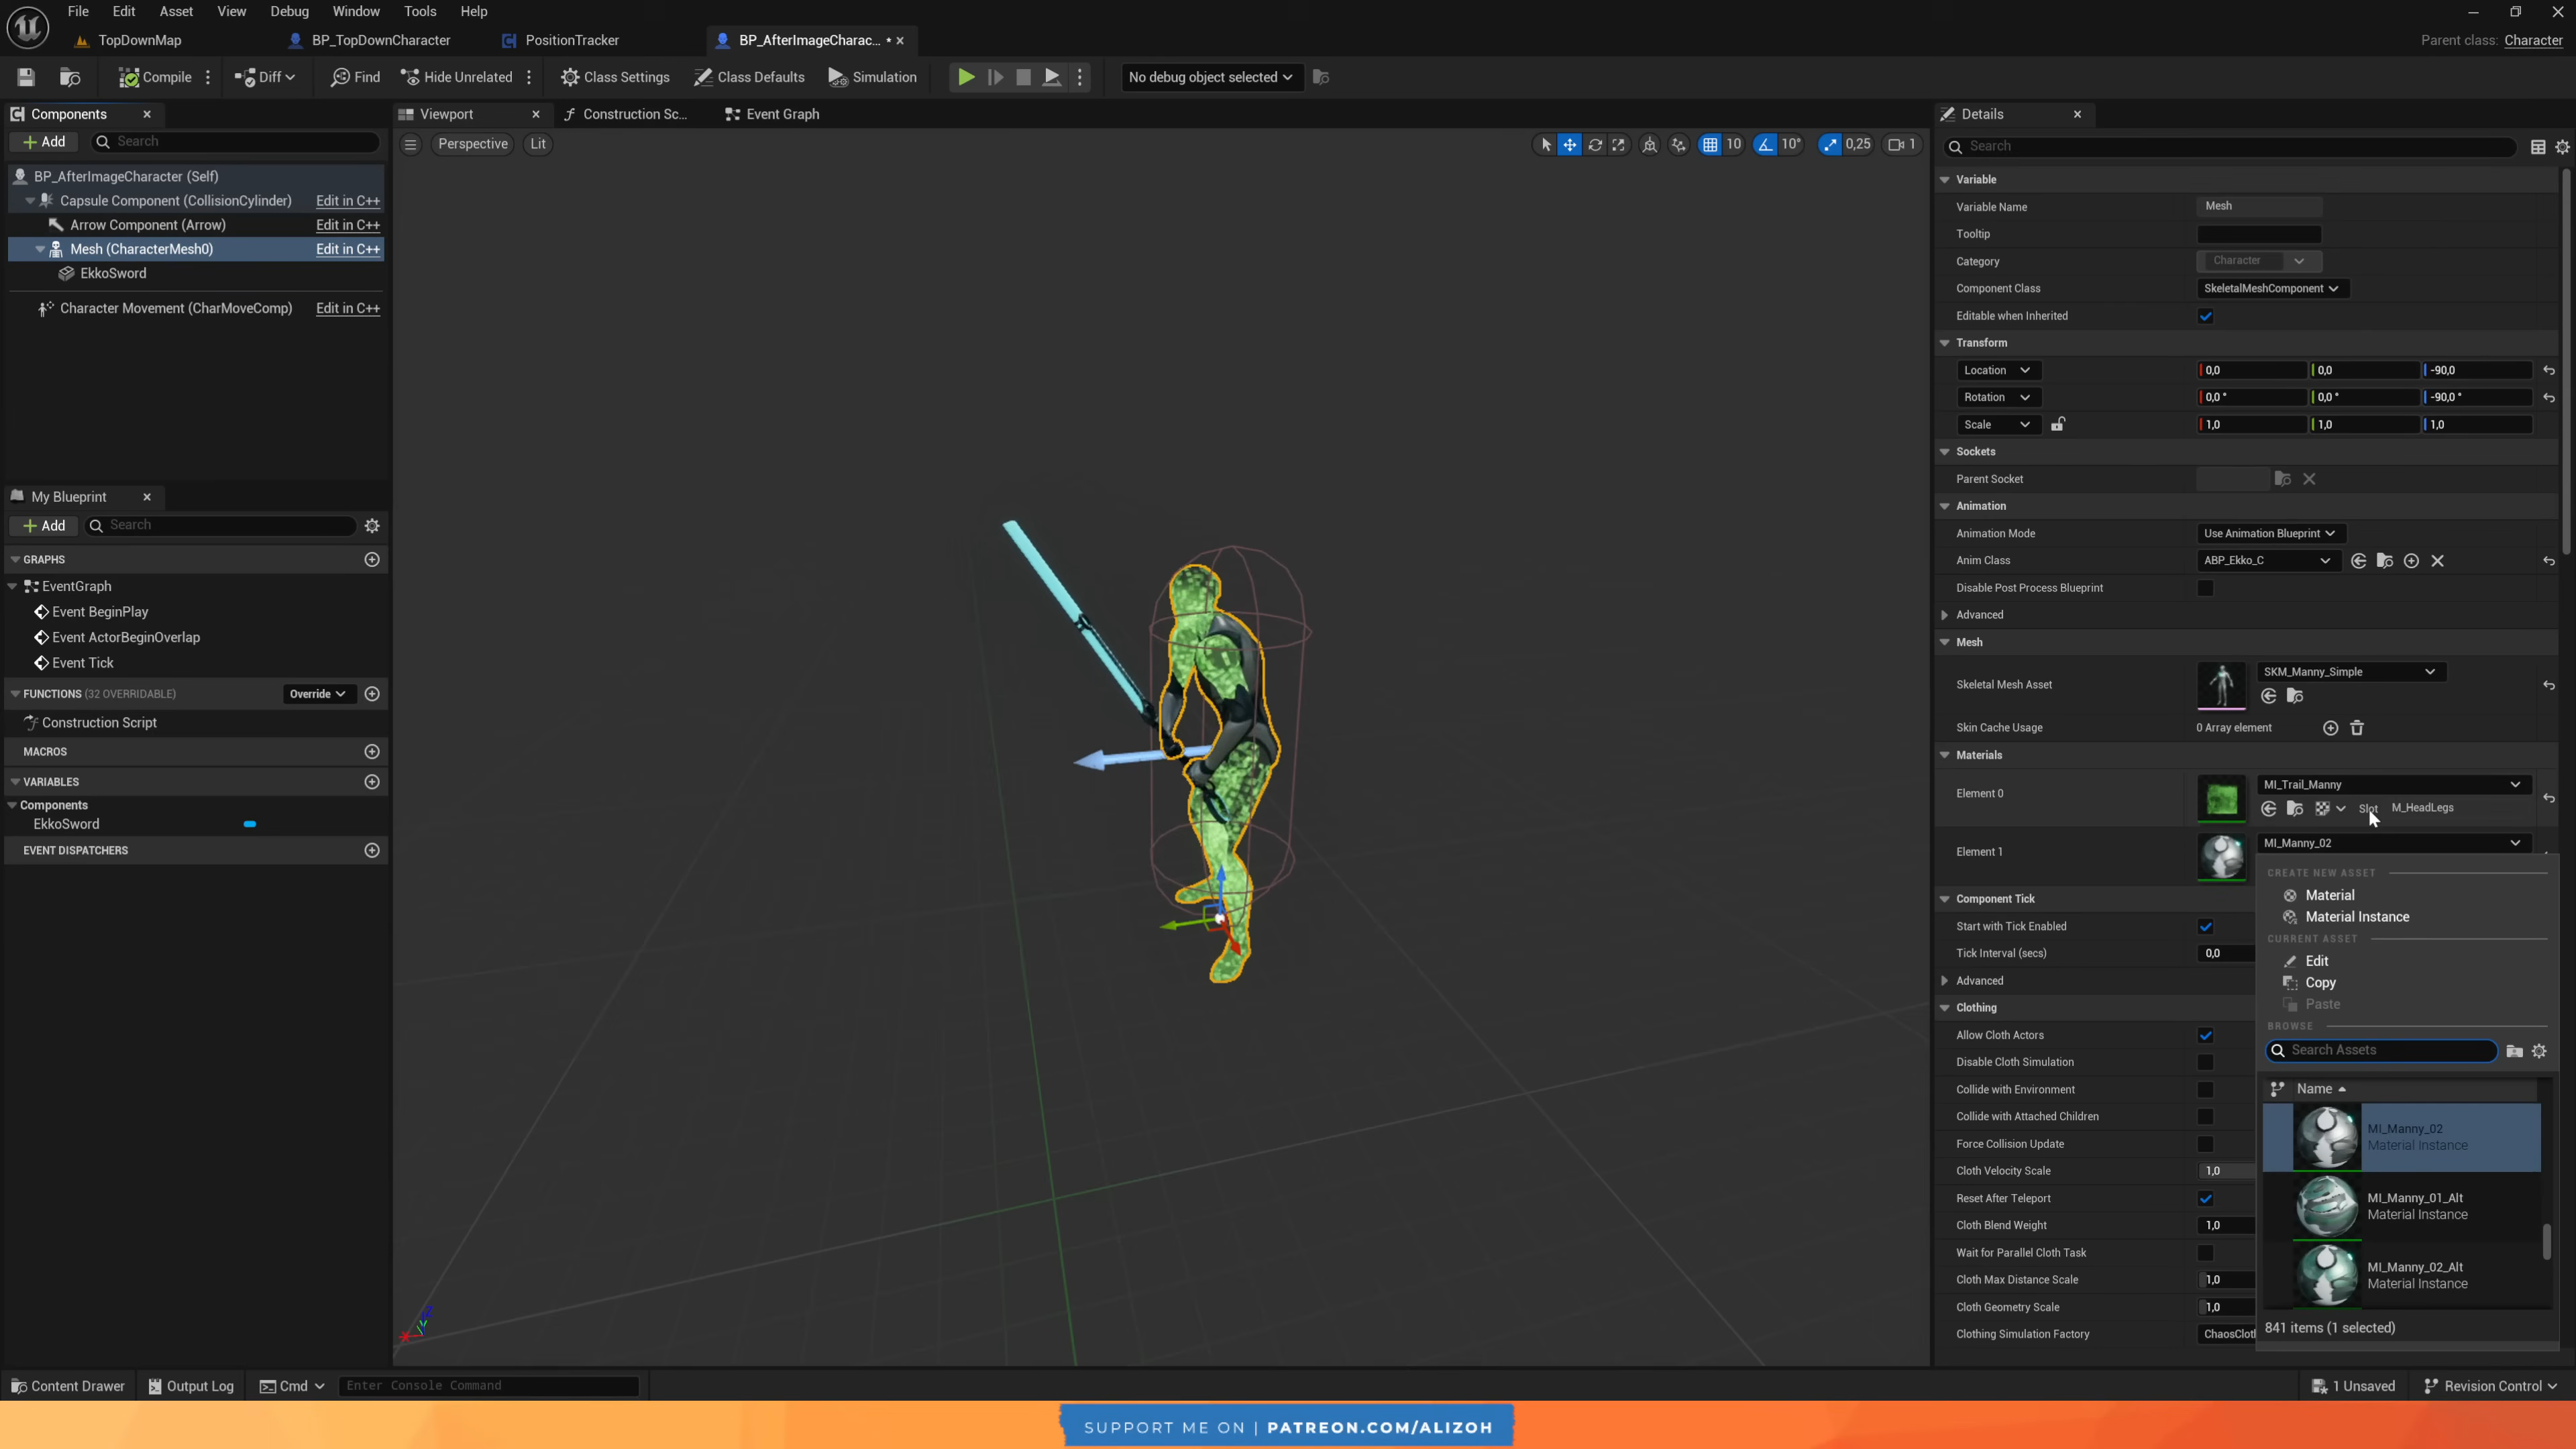 File Edit Asset View Debug Window Tools Help
TopDownMap BP_TopDownCharacter PositionTracker BP_AfterImageCharac... •
Parent class: Character
Compile Diff Find Hide Unrelated Class Settings Class Defaults Simulation No debug object selected
Components
Add Search
BP_AfterImageCharacter (Self)
Capsule Component (CollisionCylinder) Edit in C++
Arrow Component (Arrow) Edit in C++
Mesh (CharacterMesh0) Edit in C++
EkkoSword
Character Movement (CharMoveComp) Edit in C++
My Blueprint
Add Search
GRAPHS
EventGraph
Event BeginPlay
Event ActorBeginOverlap
Event Tick
FUNCTIONS (32 OVERRIDABLE) Override
Construction Script
MACROS
VARIABLES
Components
EkkoSword
EVENT DISPATCHERS
Viewport Construction Sc... Event Graph
Perspective Lit
10 10° 0,25 1
Z
Y
X
Details
Search
Variable
Variable Name Mesh
Tooltip
Category Character
Component Class SkeletalMeshComponent
Editable when Inherited
Transform
Location 0,0 0,0 -90,0
Rotation 0,0 ° 0,0 ° -90,0 °
Scale 1,0 1,0 1,0
Sockets
Parent Socket
Animation
Animation Mode Use Animation Blueprint
Anim Class ABP_Ekko_C
Disable Post Process Blueprint
Advanced
Mesh
Skeletal Mesh Asset SKM_Manny_Simple
Skin Cache Usage 0 Array element
Materials
Element 0 MI_Trail_Manny
Slot M_HeadLegs
Element 1 MI_Manny_02
Component Tick
Start with Tick Enabled
Tick Interval (secs) 0,0
Advanced
Clothing
Allow Cloth Actors
Disable Cloth Simulation
Collide with Environment
Collide with Attached Children
Force Collision Update
Cloth Velocity Scale 1,0
Reset After Teleport
Cloth Blend Weight 1,0
Wait for Parallel Cloth Task
Cloth Max Distance Scale 1,0
Cloth Geometry Scale 1,0
Clothing Simulation Factory ChaosClotl
CREATE NEW ASSET
Material
Material Instance
CURRENT ASSET
Edit
Copy
Paste
BROWSE
Search Assets
Name
MI_Manny_02
Material Instance
MI_Manny_01_Alt
Material Instance
MI_Manny_02_Alt
Material Instance
841 items (1 selected)
Content Drawer Output Log Cmd Enter Console Command
1 Unsaved Revision Control
SUPPORT ME ON | PATREON.COM/ALIZOH